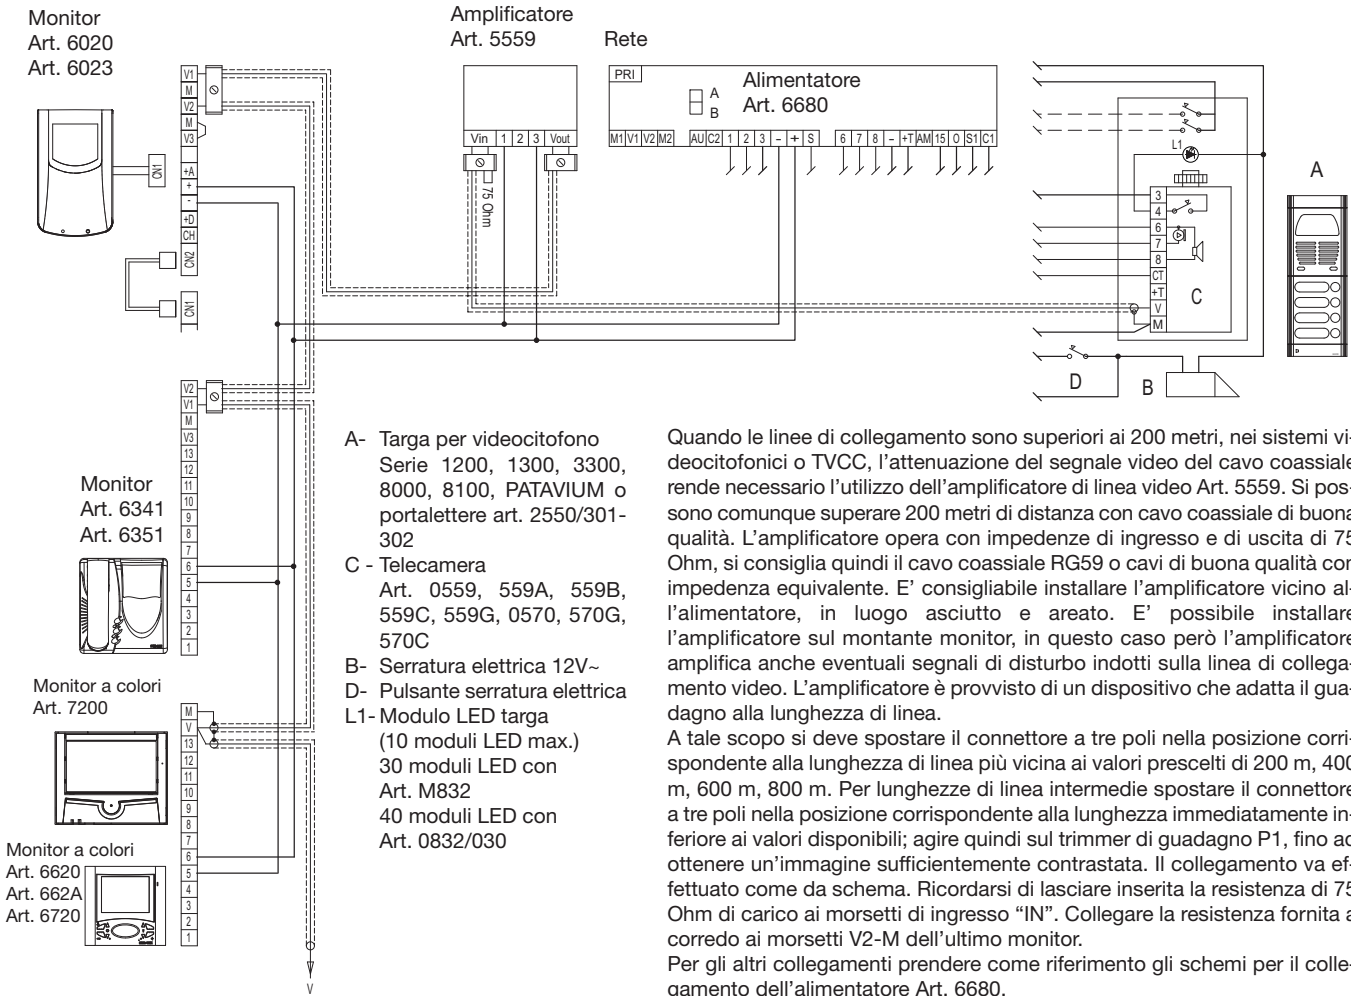 Monitor
Art. 6020
Art. 6023
Amplificatore
Art. 5559
Rete
V1
M
V2
M
V3
+A
+
-
+D
CH
CN2
CN1
CN1
Vin 1 2 3 Vout
75 Ohm
PRI
A
B
Alimentatore
Art. 6680
M1 V1 V2 M2 AU C2 1 2 3 - + S 6 7 8 - +T AM 15 0 S1 C1
L1
3
4
6
7
8
CT
+T
V
M
C
A
D
B
V2
V1
M
V3
13
12
11
10
9
8
7
6
5
4
3
2
1
Monitor
Art. 6341
Art. 6351
Monitor a colori
Art. 7200
M
V
13
12
11
10
9
8
7
6
5
4
3
2
1
Monitor a colori
Art. 6620
Art. 662A
Art. 6720
V
A- Targa per videocitofono
Serie 1200, 1300, 3300,
8000, 8100, PATAVIUM o
portalettere art. 2550/301-
302
C - Telecamera
Art. 0559, 559A, 559B,
559C, 559G, 0570, 570G,
570C
B- Serratura elettrica 12V~
D- Pulsante serratura elettrica
L1- Modulo LED targa
(10 moduli LED max.)
30 moduli LED con
Art. M832
40 moduli LED con
Art. 0832/030
Quando le linee di collegamento sono superiori ai 200 metri, nei sistemi vi-
deocitofonici o TVCC, l'attenuazione del segnale video del cavo coassiale
rende necessario l'utilizzo dell'amplificatore di linea video Art. 5559. Si pos-
sono comunque superare 200 metri di distanza con cavo coassiale di buona
qualità. L'amplificatore opera con impedenze di ingresso e di uscita di 75
Ohm, si consiglia quindi il cavo coassiale RG59 o cavi di buona qualità con
impedenza equivalente. E' consigliabile installare l'amplificatore vicino al-
l'alimentatore, in luogo asciutto e areato. E' possibile installare
l'amplificatore sul montante monitor, in questo caso però l'amplificatore
amplifica anche eventuali segnali di disturbo indotti sulla linea di collega-
mento video. L'amplificatore è provvisto di un dispositivo che adatta il gua-
dagno alla lunghezza di linea.
A tale scopo si deve spostare il connettore a tre poli nella posizione corri-
spondente alla lunghezza di linea più vicina ai valori prescelti di 200 m, 400
m, 600 m, 800 m. Per lunghezze di linea intermedie spostare il connettore
a tre poli nella posizione corrispondente alla lunghezza immediatamente in-
feriore ai valori disponibili; agire quindi sul trimmer di guadagno P1, fino ad
ottenere un'immagine sufficientemente contrastata. Il collegamento va ef-
fettuato come da schema. Ricordarsi di lasciare inserita la resistenza di 75
Ohm di carico ai morsetti di ingresso "IN". Collegare la resistenza fornita a
corredo ai morsetti V2-M dell'ultimo monitor.
Per gli altri collegamenti prendere come riferimento gli schemi per il colle-
gamento dell'alimentatore Art. 6680.